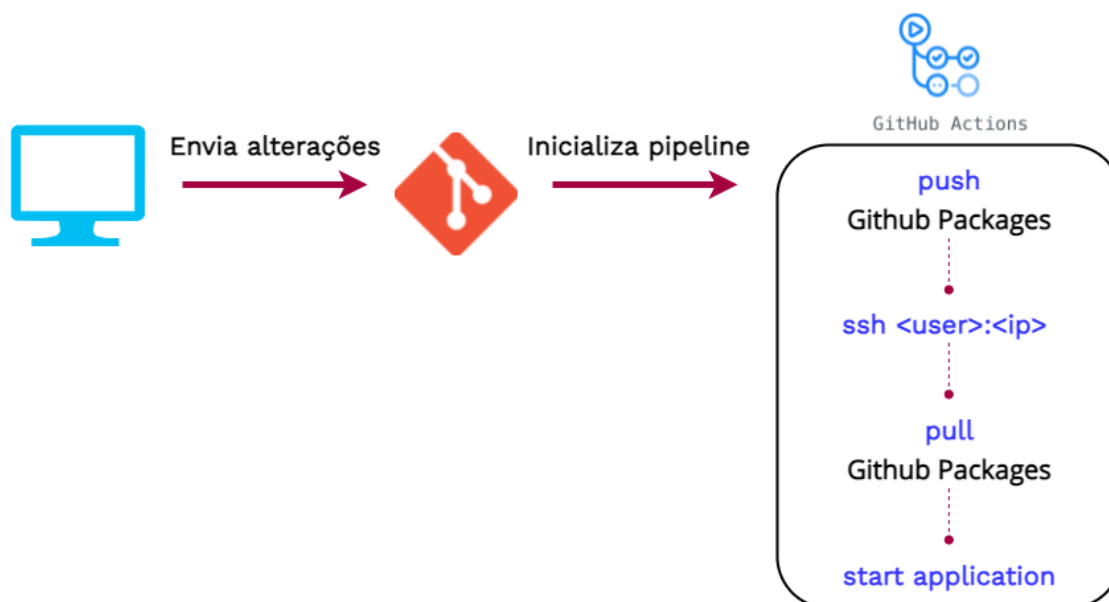 Envia alterações
Inicializa pipeline
GitHub Actions
push
Github Packages
ssh <user>:<ip>
pull
Github Packages
start application